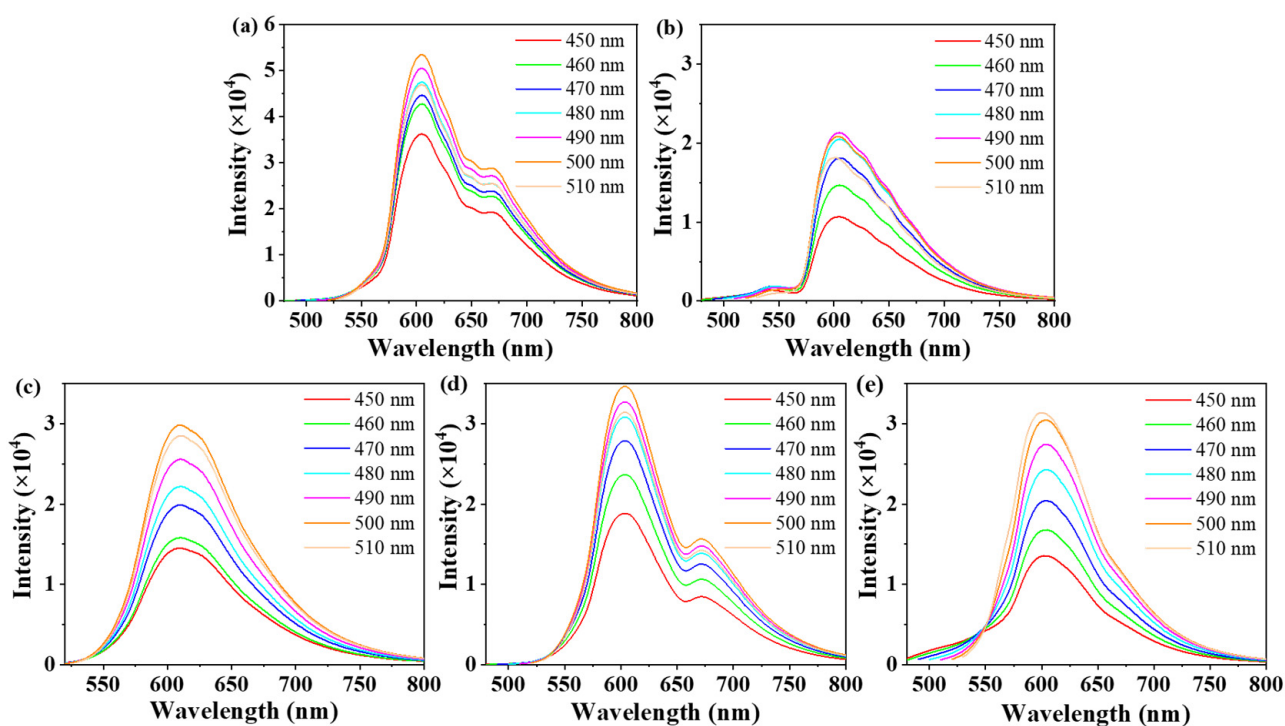 (a)
Intensity (×10⁴)
6
5
4
3
2
1
0
500 550 600 650 700 750 800
Wavelength (nm)
450 nm
460 nm
470 nm
480 nm
490 nm
500 nm
510 nm
(b)
Intensity (×10⁴)
3
2
1
0
500 550 600 650 700 750 800
Wavelength (nm)
450 nm
460 nm
470 nm
480 nm
490 nm
500 nm
510 nm
(c)
Intensity (×10⁴)
3
2
1
0
550 600 650 700 750 800
Wavelength (nm)
450 nm
460 nm
470 nm
480 nm
490 nm
500 nm
510 nm
(d)
Intensity (×10⁴)
3
2
1
0
500 550 600 650 700 750 800
Wavelength (nm)
450 nm
460 nm
470 nm
480 nm
490 nm
500 nm
510 nm
(e)
Intensity (×10⁴)
3
2
1
0
500 550 600 650 700 750 800
Wavelength (nm)
450 nm
460 nm
470 nm
480 nm
490 nm
500 nm
510 nm